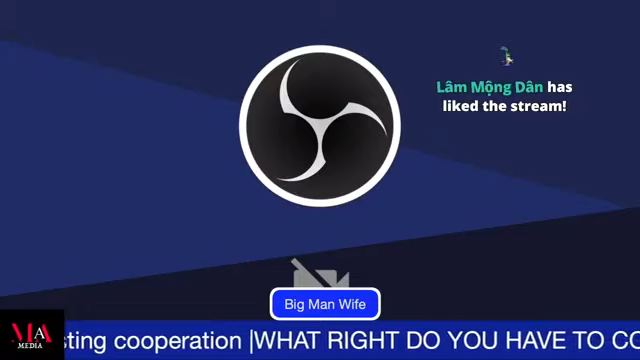 Lâm Mộng Dân has
liked the stream!
Big Man Wife
MA
MEDIA
sting cooperation |WHAT RIGHT DO YOU HAVE TO CO